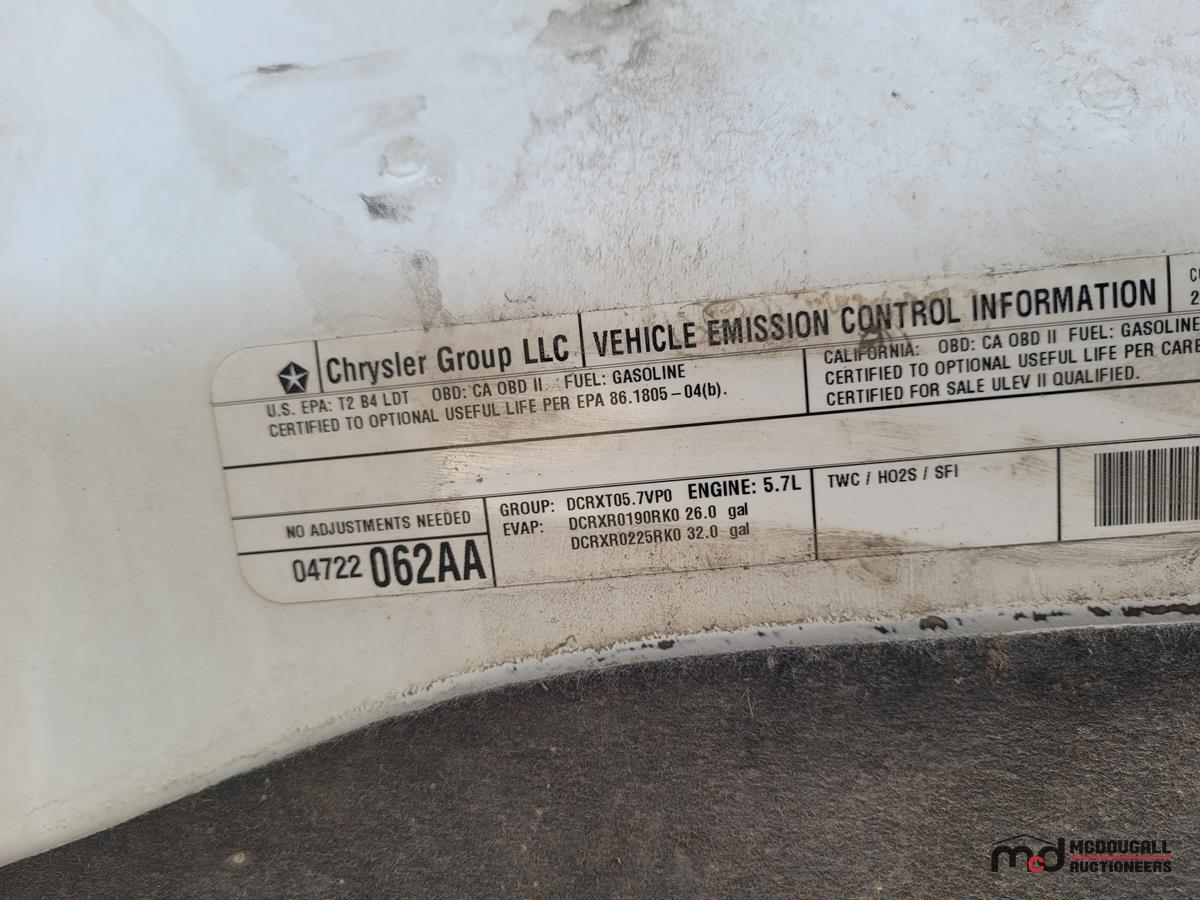 Chrysler Group LLC
VEHICLE EMISSION CONTROL INFORMATION
U.S. EPA: T2 B4 LDT OBD: CA OBD II FUEL: GASOLINE
CERTIFIED TO OPTIONAL USEFUL LIFE PER EPA 86.1805-04(b).
CALIFORNIA: OBD: CA OBD II FUEL: GASOLINE
CERTIFIED TO OPTIONAL USEFUL LIFE PER CARB
CERTIFIED FOR SALE ULEV II QUALIFIED.
NO ADJUSTMENTS NEEDED
04722 062AA
GROUP: DCRXT05.7VP0 ENGINE: 5.7L
EVAP: DCRXR0190RK0 26.0 gal
DCRXR0225RK0 32.0 gal
TWC / HO2S / SFI
mcd MCDOUGALL
AUCTIONEERS